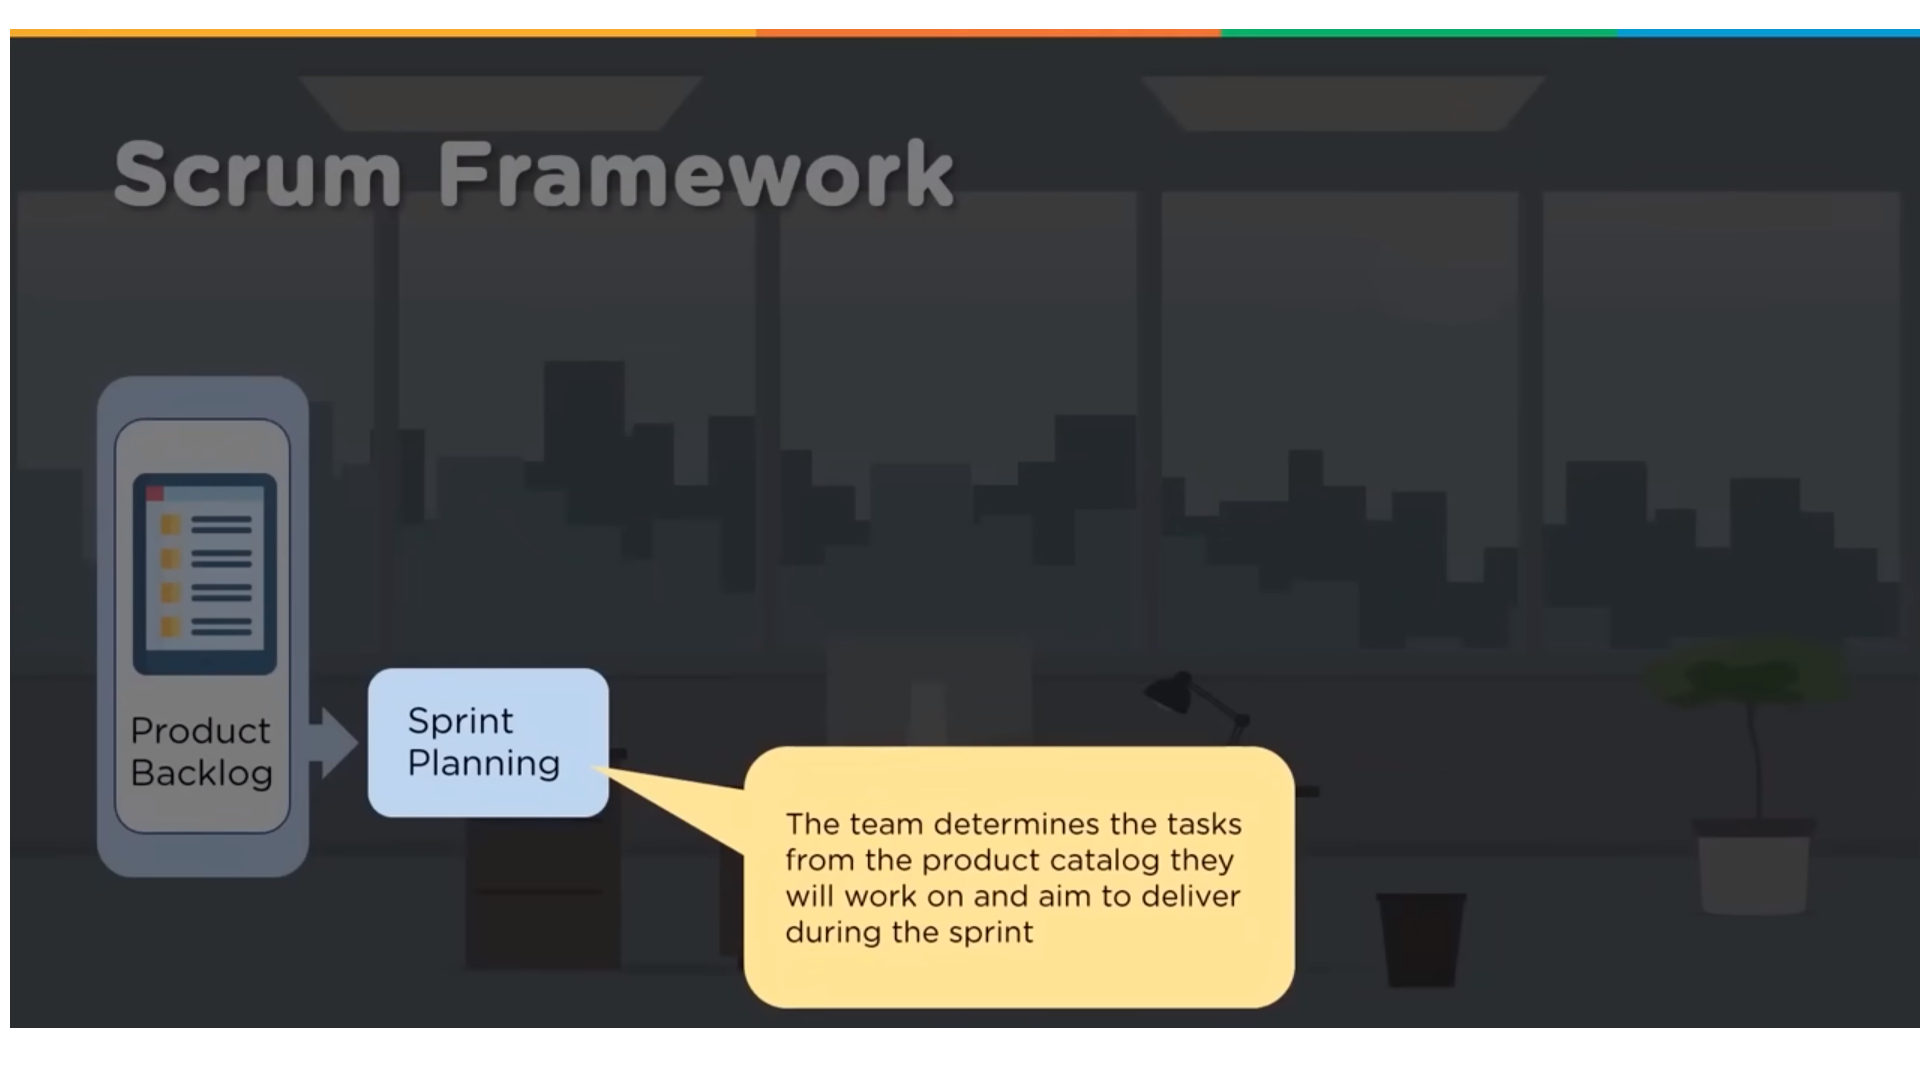 Scrum Framework
Product
Backlog
Sprint
Planning
The team determines the tasks
from the product catalog they
will work on and aim to deliver
during the sprint